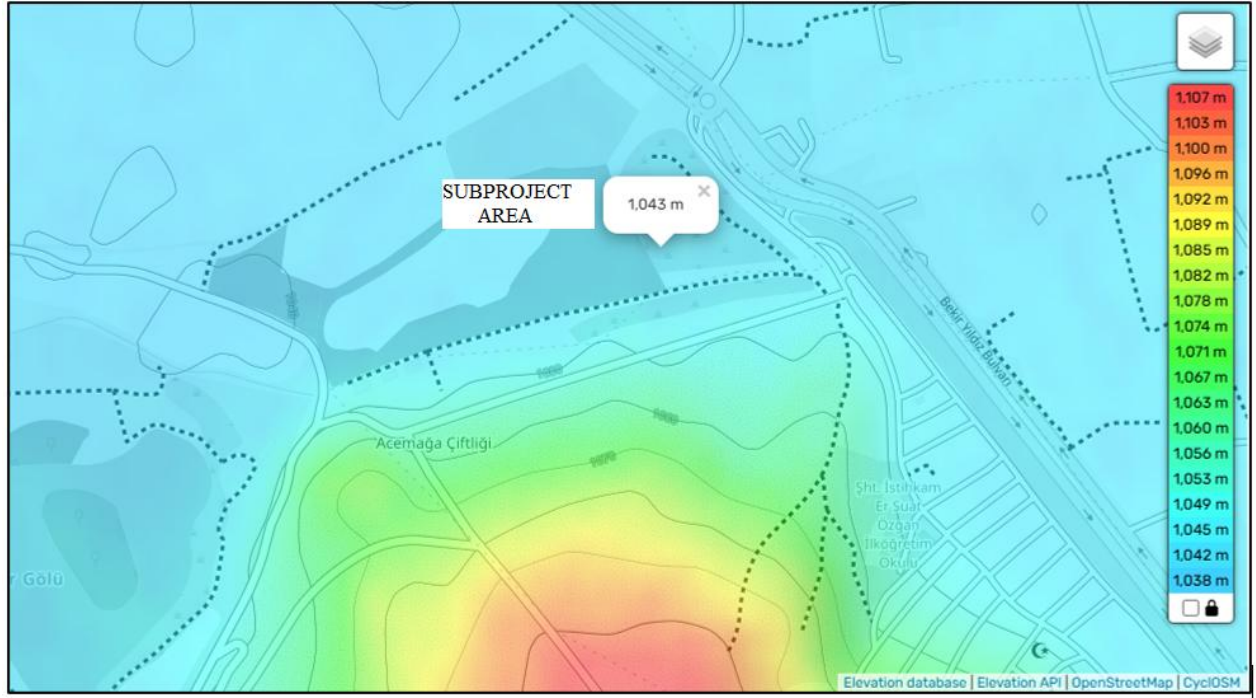 SUBPROJECT
AREA
1,043 m
×
1,107 m
1,103 m
1,100 m
1,096 m
1,092 m
1,089 m
1,085 m
1,082 m
1,078 m
1,074 m
1,071 m
1,067 m
1,063 m
1,060 m
1,056 m
1,053 m
1,049 m
1,045 m
1,042 m
1,038 m
Bekir Yıldız Bulvarı
Acemağa Çiftliği
1070
Şht. İstihkam
Er Suat
Özgan
İlköğretim
Okulu
r Gölü
Elevation database | Elevation API | OpenStreetMap | CyclOSM